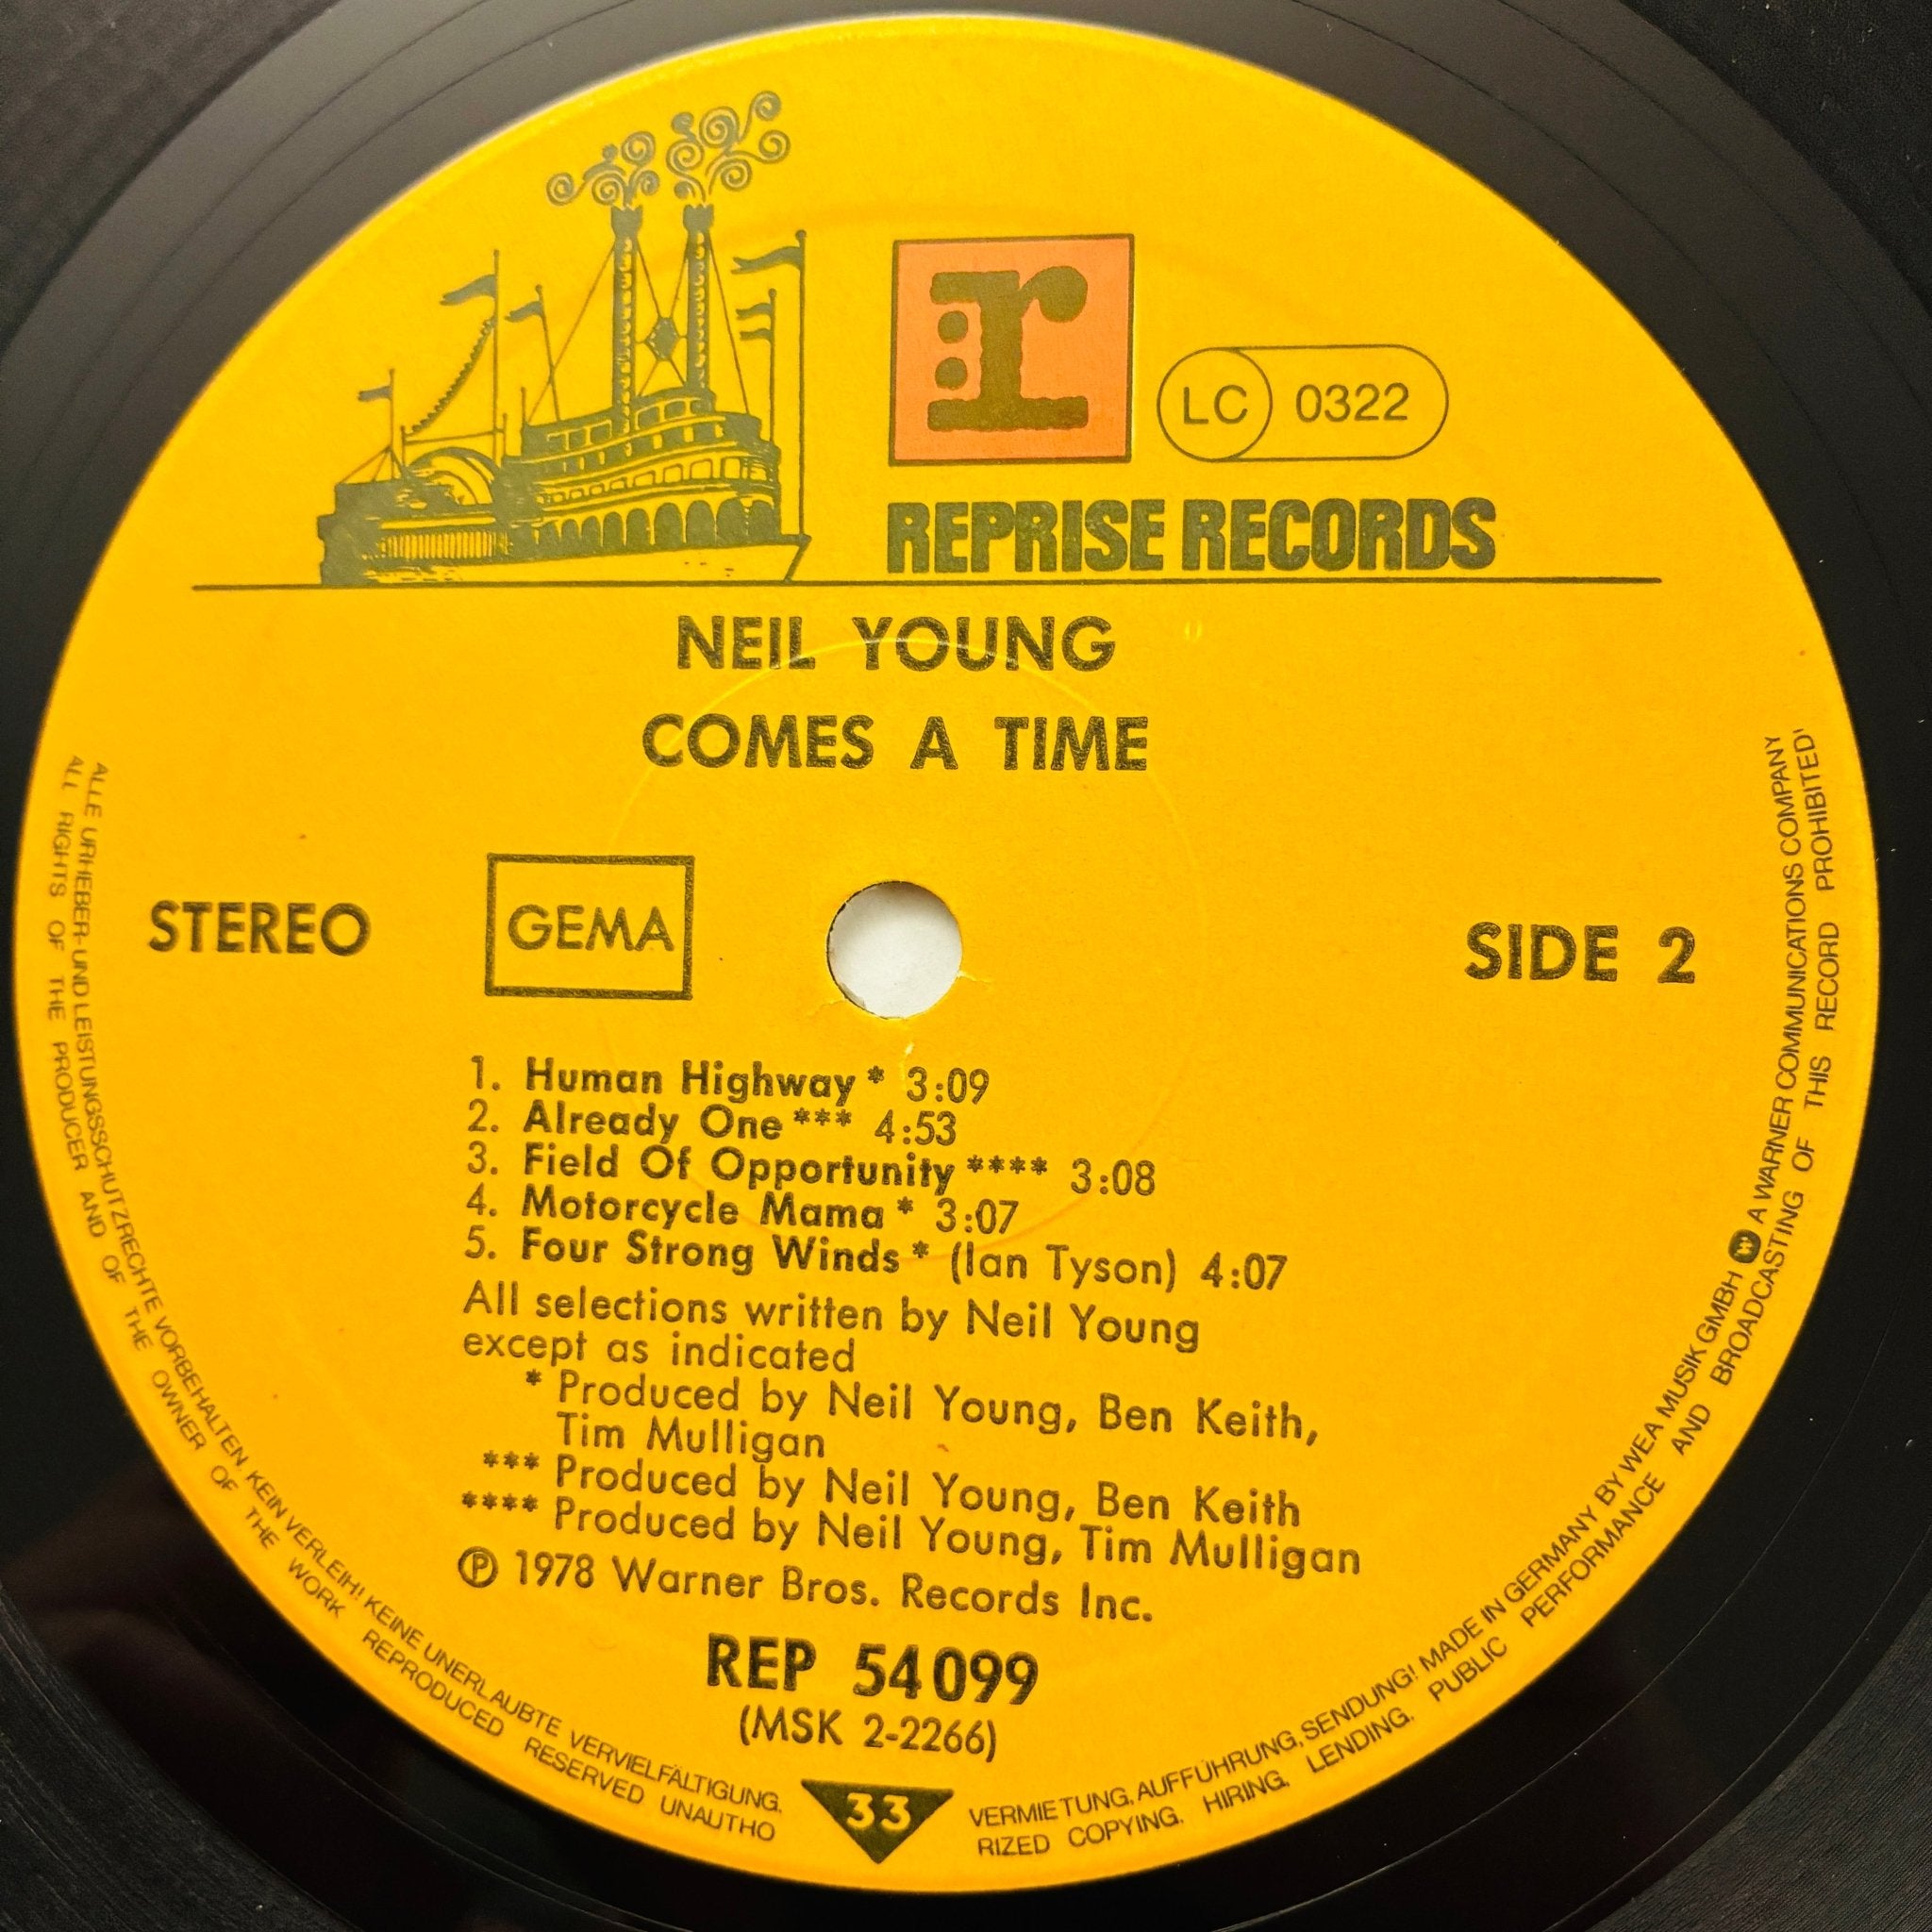 r
LC 0322
REPRISE RECORDS
NEIL YOUNG
COMES A TIME
STEREO
GEMA
SIDE 2
1. Human Highway * 3:09
2. Already One *** 4:53
3. Field Of Opportunity **** 3:08
4. Motorcycle Mama * 3:07
5. Four Strong Winds * (Ian Tyson) 4:07
All selections written by Neil Young
except as indicated
* Produced by Neil Young, Ben Keith,
Tim Mulligan
*** Produced by Neil Young, Ben Keith
**** Produced by Neil Young, Tim Mulligan
℗ 1978 Warner Bros. Records Inc.
REP 54 099
(MSK 2-2266)
33
ALLE URHEBER- UND LEISTUNGSSCHUTZRECHTE VORBEHALTEN KEIN VERLEIH! KEINE UNERLAUBTE VERVIELFÄLTIGUNG, VERMIETUNG, AUFFÜHRUNG, SENDUNG! MADE IN GERMANY BY WEA MUSIK GMBH W A WARNER COMMUNICATIONS COMPANY
ALL RIGHTS OF THE PRODUCER AND OF THE OWNER OF THE WORK REPRODUCED RESERVED UNAUTHORIZED COPYING, HIRING, LENDING, PUBLIC PERFORMANCE AND BROADCASTING OF THIS RECORD PROHIBITED'